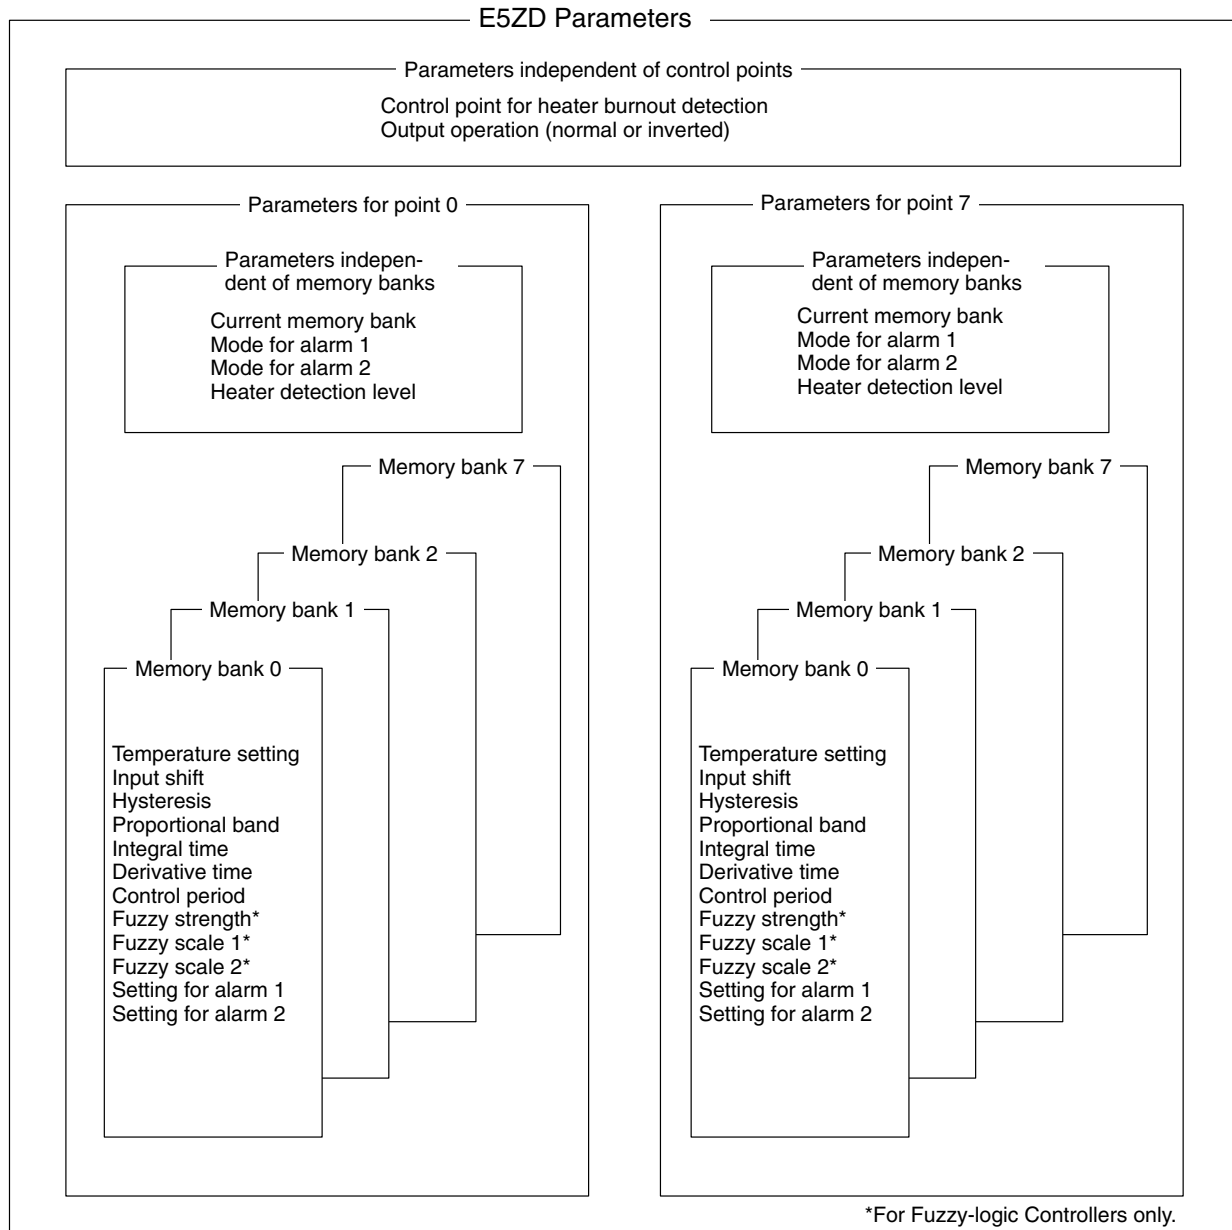 E5ZD Parameters
Parameters independent of control points
Control point for heater burnout detection
Output operation (normal or inverted)
Parameters for point 0
Parameters indepen-
dent of memory banks
Current memory bank
Mode for alarm 1
Mode for alarm 2
Heater detection level
Memory bank 7
Memory bank 2
Memory bank 1
Memory bank 0
Temperature setting
Input shift
Hysteresis
Proportional band
Integral time
Derivative time
Control period
Fuzzy strength*
Fuzzy scale 1*
Fuzzy scale 2*
Setting for alarm 1
Setting for alarm 2
Parameters for point 7
Parameters indepen-
dent of memory banks
Current memory bank
Mode for alarm 1
Mode for alarm 2
Heater detection level
Memory bank 7
Memory bank 2
Memory bank 1
Memory bank 0
Temperature setting
Input shift
Hysteresis
Proportional band
Integral time
Derivative time
Control period
Fuzzy strength*
Fuzzy scale 1*
Fuzzy scale 2*
Setting for alarm 1
Setting for alarm 2
*For Fuzzy-logic Controllers only.